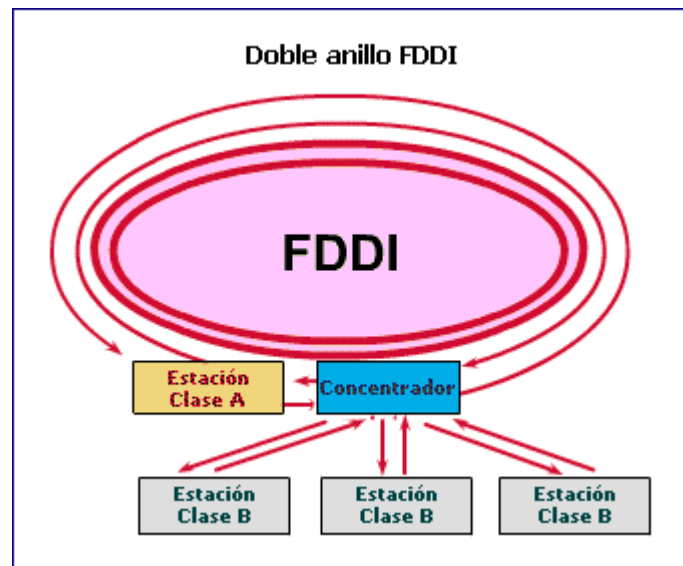 Doble anillo FDDI
FDDI
Estación
Clase A
Concentrador
Estación
Clase B
Estación
Clase B
Estación
Clase B